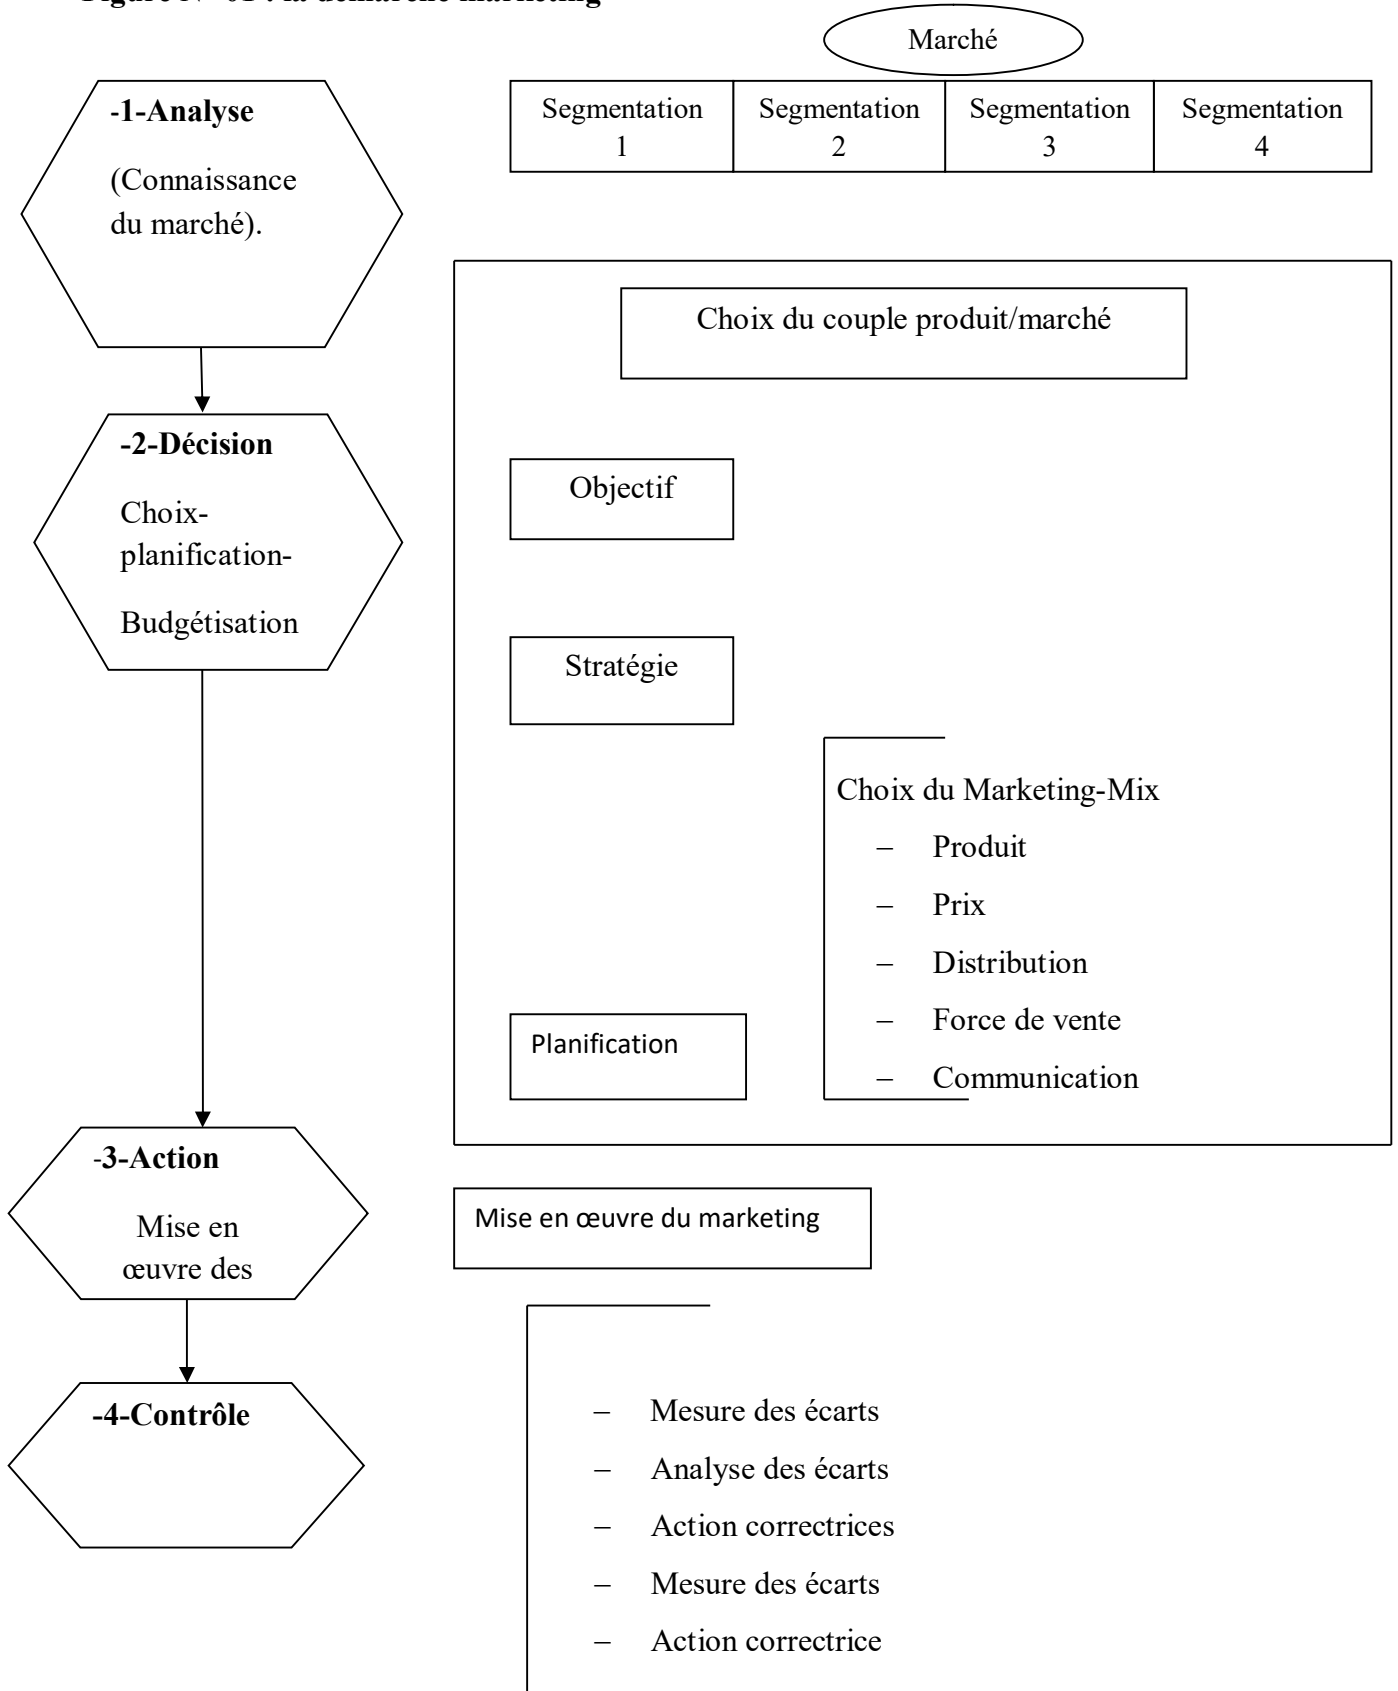 Marché
-1-Analyse
(Connaissance
du marché).
Segmentation
1
Segmentation
2
Segmentation
3
Segmentation
4
Choix du couple produit/marché
-2-Décision
Choix-
planification-
Budgétisation
Objectif
Stratégie
Choix du Marketing-Mix
– Produit
– Prix
– Distribution
– Force de vente
– Communication
Planification
-3-Action
Mise en
œuvre des
Mise en œuvre du marketing
-4-Contrôle
– Mesure des écarts
– Analyse des écarts
– Action correctrices
– Mesure des écarts
– Action correctrice